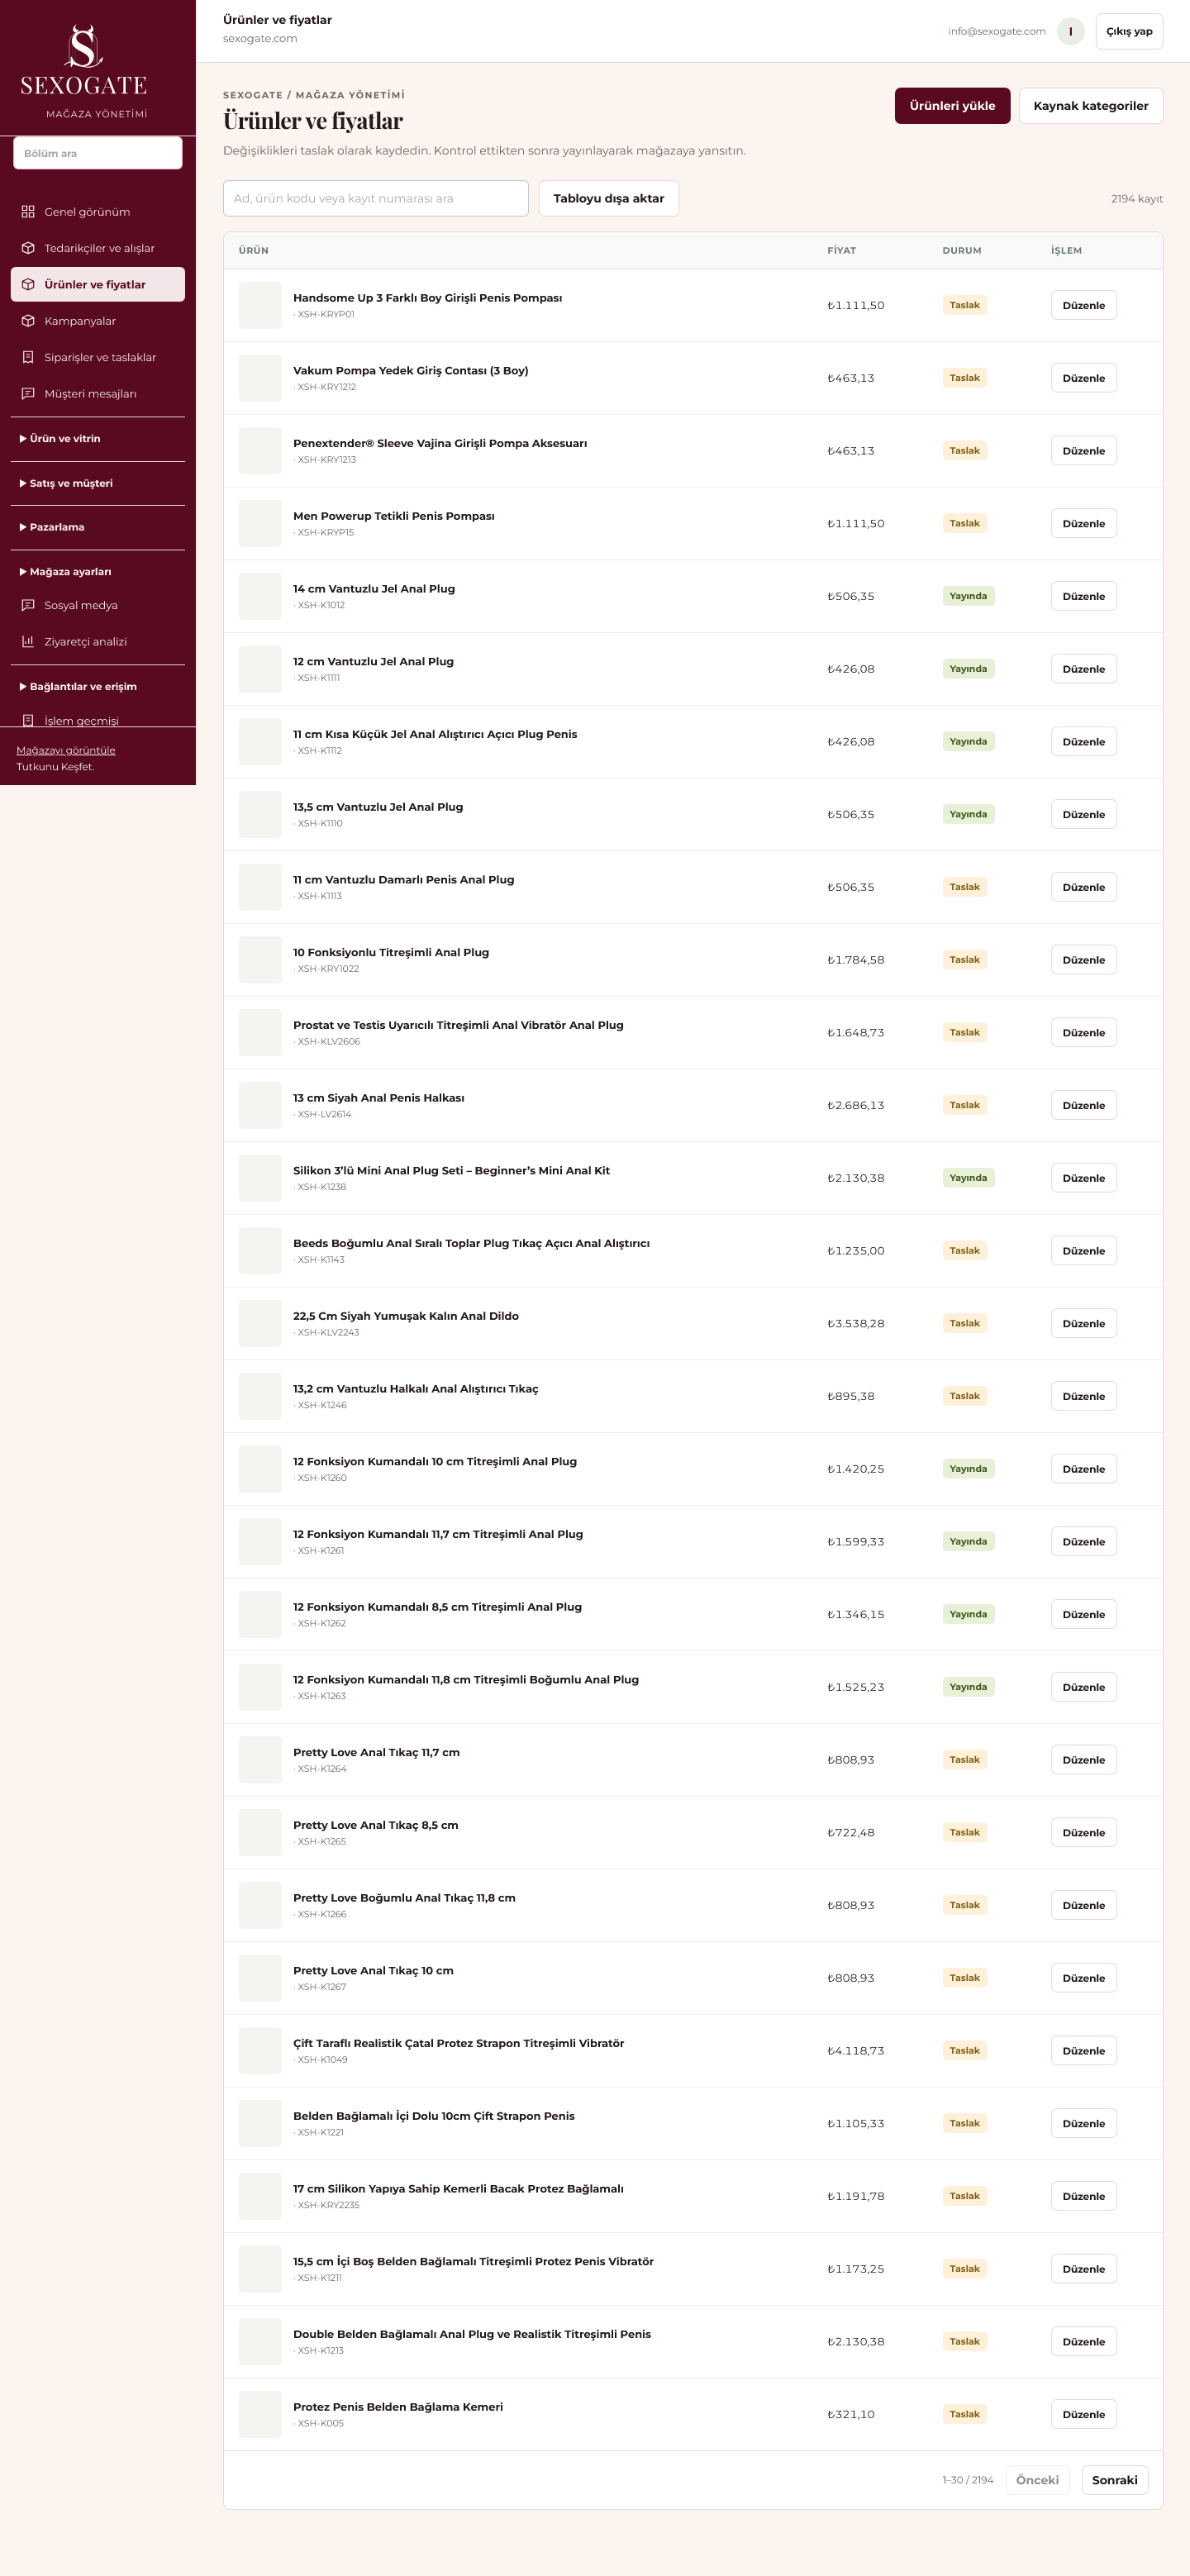 SEXOGATE
MAĞAZA YÖNETİMİ
Bölüm ara
Genel görünüm
Tedarikçiler ve alışlar
Ürünler ve fiyatlar
Kampanyalar
Siparişler ve taslaklar
Müşteri mesajları
Ürün ve vitrin
Satış ve müşteri
Pazarlama
Mağaza ayarları
Sosyal medya
Ziyaretçi analizi
Bağlantılar ve erişim
İşlem geçmişi
Mağazayı görüntüle
Tutkunu Keşfet.
Ürünler ve fiyatlar
sexogate.com
info@sexogate.com I Çıkış yap
SEXOGATE / MAĞAZA YÖNETİMİ
Ürünler ve fiyatlar
Değişiklikleri taslak olarak kaydedin. Kontrol ettikten sonra yayınlayarak mağazaya yansıtın.
Ürünleri yükle Kaynak kategoriler
Ad, ürün kodu veya kayıt numarası ara Tabloyu dışa aktar 2194 kayıt
ÜRÜN FİYAT DURUM İŞLEM
Handsome Up 3 Farklı Boy Girişli Penis Pompası
· XSH-KRYP01
₺1.111,50 Taslak Düzenle
Vakum Pompa Yedek Giriş Contası (3 Boy)
· XSH-KRY1212
₺463,13 Taslak Düzenle
Penextender® Sleeve Vajina Girişli Pompa Aksesuarı
· XSH-KRY1213
₺463,13 Taslak Düzenle
Men Powerup Tetikli Penis Pompası
· XSH-KRYP15
₺1.111,50 Taslak Düzenle
14 cm Vantuzlu Jel Anal Plug
· XSH-K1012
₺506,35 Yayında Düzenle
12 cm Vantuzlu Jel Anal Plug
· XSH-K1111
₺426,08 Yayında Düzenle
11 cm Kısa Küçük Jel Anal Alıştırıcı Açıcı Plug Penis
· XSH-K1112
₺426,08 Yayında Düzenle
13,5 cm Vantuzlu Jel Anal Plug
· XSH-K1110
₺506,35 Yayında Düzenle
11 cm Vantuzlu Damarlı Penis Anal Plug
· XSH-K1113
₺506,35 Taslak Düzenle
10 Fonksiyonlu Titreşimli Anal Plug
· XSH-KRY1022
₺1.784,58 Taslak Düzenle
Prostat ve Testis Uyarıcılı Titreşimli Anal Vibratör Anal Plug
· XSH-KLV2606
₺1.648,73 Taslak Düzenle
13 cm Siyah Anal Penis Halkası
· XSH-LV2614
₺2.686,13 Taslak Düzenle
Silikon 3’lü Mini Anal Plug Seti – Beginner’s Mini Anal Kit
· XSH-K1238
₺2.130,38 Yayında Düzenle
Beeds Boğumlu Anal Sıralı Toplar Plug Tıkaç Açıcı Anal Alıştırıcı
· XSH-K1143
₺1.235,00 Taslak Düzenle
22,5 Cm Siyah Yumuşak Kalın Anal Dildo
· XSH-KLV2243
₺3.538,28 Taslak Düzenle
13,2 cm Vantuzlu Halkalı Anal Alıştırıcı Tıkaç
· XSH-K1246
₺895,38 Taslak Düzenle
12 Fonksiyon Kumandalı 10 cm Titreşimli Anal Plug
· XSH-K1260
₺1.420,25 Yayında Düzenle
12 Fonksiyon Kumandalı 11,7 cm Titreşimli Anal Plug
· XSH-K1261
₺1.599,33 Yayında Düzenle
12 Fonksiyon Kumandalı 8,5 cm Titreşimli Anal Plug
· XSH-K1262
₺1.346,15 Yayında Düzenle
12 Fonksiyon Kumandalı 11,8 cm Titreşimli Boğumlu Anal Plug
· XSH-K1263
₺1.525,23 Yayında Düzenle
Pretty Love Anal Tıkaç 11,7 cm
· XSH-K1264
₺808,93 Taslak Düzenle
Pretty Love Anal Tıkaç 8,5 cm
· XSH-K1265
₺722,48 Taslak Düzenle
Pretty Love Boğumlu Anal Tıkaç 11,8 cm
· XSH-K1266
₺808,93 Taslak Düzenle
Pretty Love Anal Tıkaç 10 cm
· XSH-K1267
₺808,93 Taslak Düzenle
Çift Taraflı Realistik Çatal Protez Strapon Titreşimli Vibratör
· XSH-K1049
₺4.118,73 Taslak Düzenle
Belden Bağlamalı İçi Dolu 10cm Çift Strapon Penis
· XSH-K1221
₺1.105,33 Taslak Düzenle
17 cm Silikon Yapıya Sahip Kemerli Bacak Protez Bağlamalı
· XSH-KRY2235
₺1.191,78 Taslak Düzenle
15,5 cm İçi Boş Belden Bağlamalı Titreşimli Protez Penis Vibratör
· XSH-K1211
₺1.173,25 Taslak Düzenle
Double Belden Bağlamalı Anal Plug ve Realistik Titreşimli Penis
· XSH-K1213
₺2.130,38 Taslak Düzenle
Protez Penis Belden Bağlama Kemeri
· XSH-K005
₺321,10 Taslak Düzenle
1–30 / 2194 Önceki Sonraki